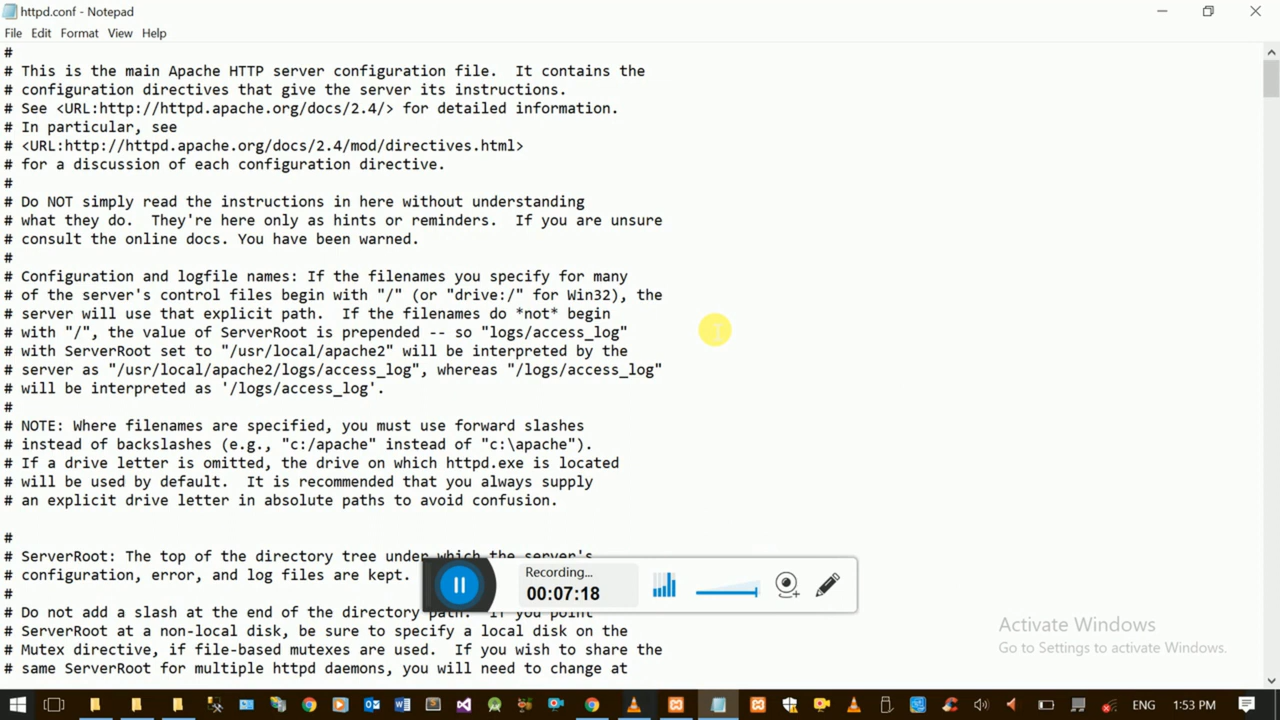 httpd.conf - Notepad
File Edit Format View Help
#
# This is the main Apache HTTP server configuration file.  It contains the
# configuration directives that give the server its instructions.
# See <URL:http://httpd.apache.org/docs/2.4/> for detailed information.
# In particular, see
# <URL:http://httpd.apache.org/docs/2.4/mod/directives.html>
# for a discussion of each configuration directive.
#
# Do NOT simply read the instructions in here without understanding
# what they do.  They're here only as hints or reminders.  If you are unsure
# consult the online docs. You have been warned.
#
# Configuration and logfile names: If the filenames you specify for many
# of the server's control files begin with "/" (or "drive:/" for Win32), the
# server will use that explicit path.  If the filenames do *not* begin
# with "/", the value of ServerRoot is prepended -- so "logs/access_log"
# with ServerRoot set to "/usr/local/apache2" will be interpreted by the
# server as "/usr/local/apache2/logs/access_log", whereas "/logs/access_log"
# will be interpreted as '/logs/access_log'.
#
# NOTE: Where filenames are specified, you must use forward slashes
# instead of backslashes (e.g., "c:/apache" instead of "c:\apache").
# If a drive letter is omitted, the drive on which httpd.exe is located
# will be used by default.  It is recommended that you always supply
# an explicit drive letter in absolute paths to avoid confusion.
#
# ServerRoot: The top of the directory tree under which the server's
# configuration, error, and log files are kept.
#
# Do not add a slash at the end of the directory path.  If you point
# ServerRoot at a non-local disk, be sure to specify a local disk on the
# Mutex directive, if file-based mutexes are used.  If you wish to share the
# same ServerRoot for multiple httpd daemons, you will need to change at
Recording...
00:07:18
Activate Windows
Go to Settings to activate Windows.
ENG 1:53 PM